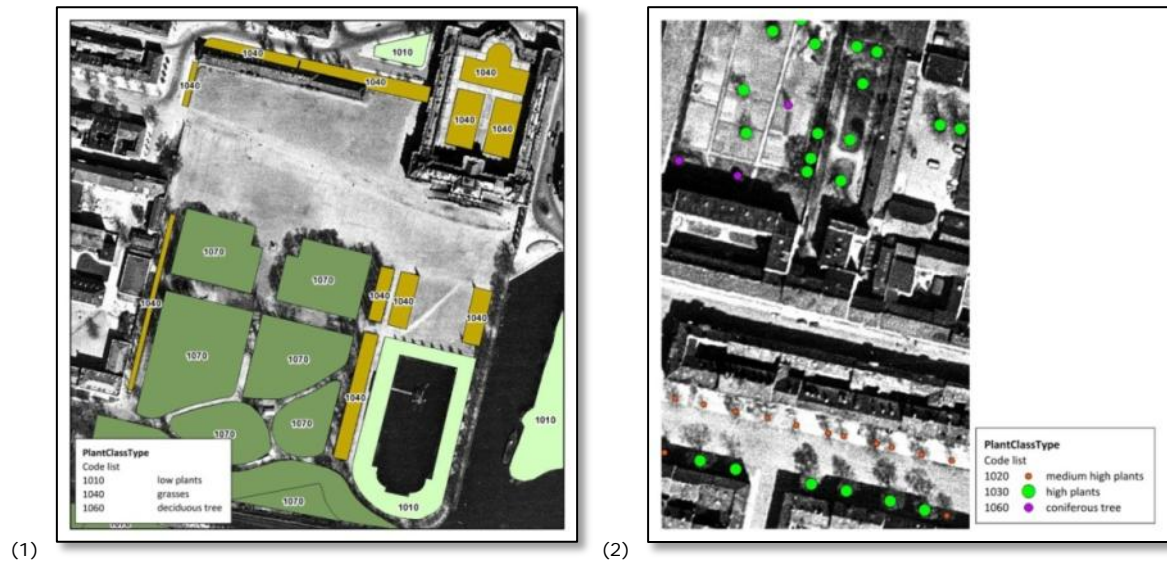 1040
1010
1040
1040
1040
1040
1040
1070
1070
1040
1040
1040
1040
1070
1070
1040
1010
1070
1070
1070
1010
1070
PlantClassType
Code list
1010 low plants
1040 grasses
1060 deciduous tree
(1)
PlantClassType
Code list
1020 medium high plants
1030 high plants
1060 coniferous tree
(2)